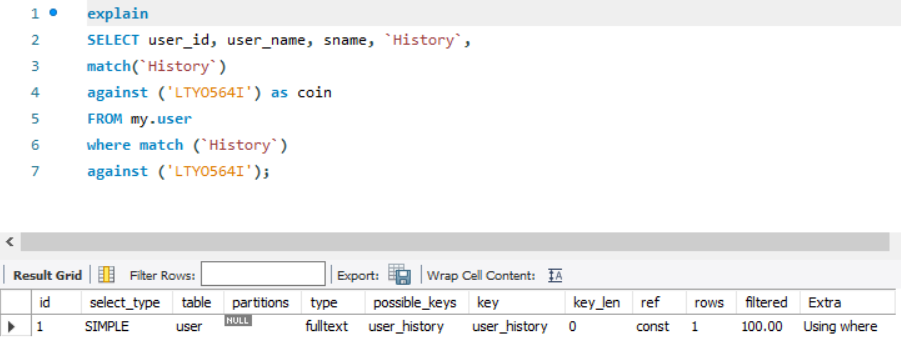 1 explain
2 SELECT user_id, user_name, sname, `History`,
3 match(`History`)
4 against ('LTYO564I') as coin
5 FROM my.user
6 where match (`History`)
7 against ('LTYO564I');
Result Grid Filter Rows: Export: Wrap Cell Content:
id select_type table partitions type possible_keys key key_len ref rows filtered Extra
1 SIMPLE user NULL fulltext user_history user_history 0 const 1 100.00 Using where